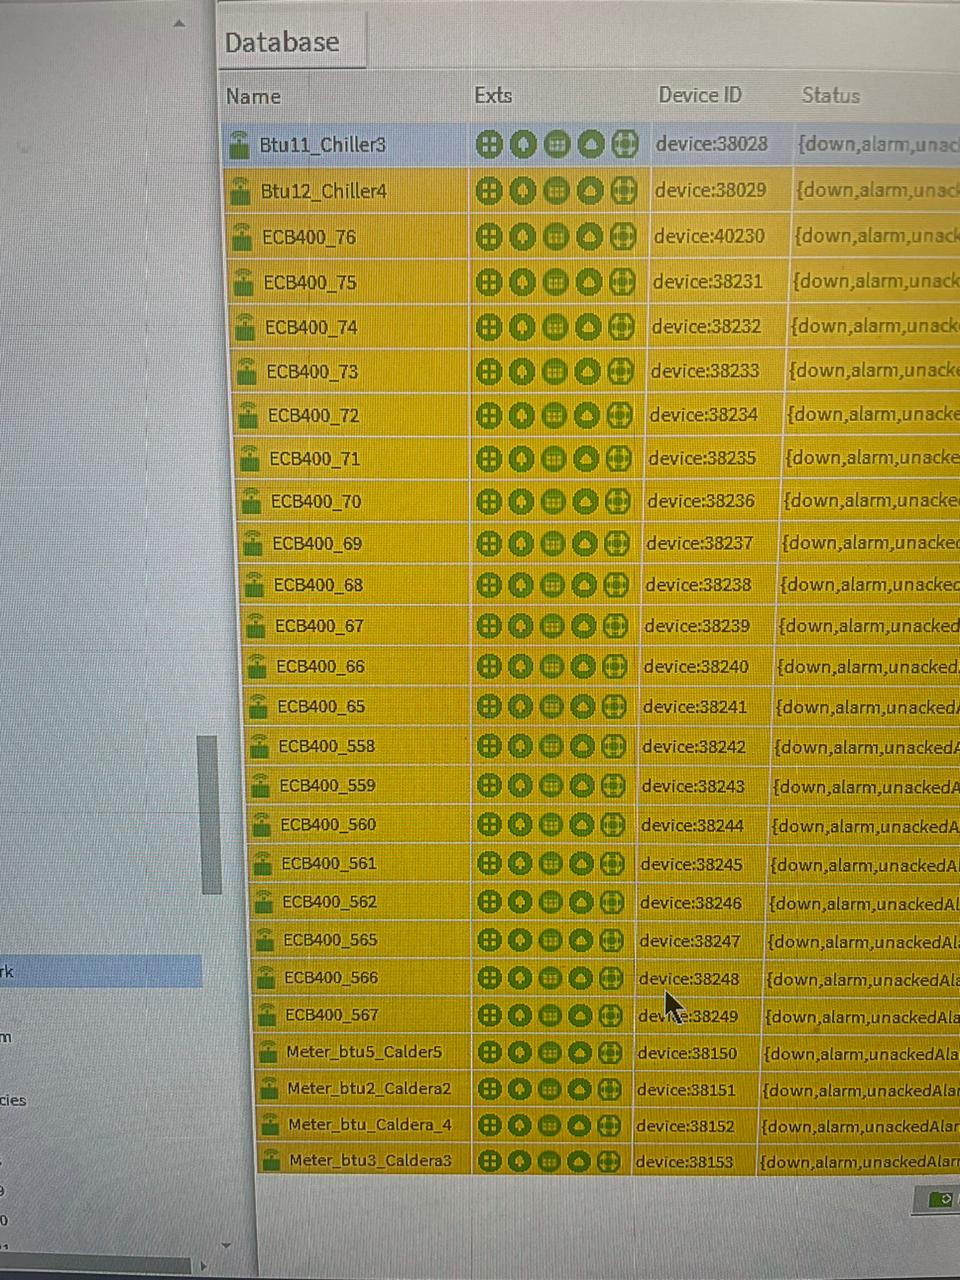 Database
Name Exts Device ID Status
Btu11_Chiller3 device:38028 {down,alarm,unac
Btu12_Chiller4 device:38029 {down,alarm,unack
ECB400_76 device:40230 {down,alarm,unack
ECB400_75 device:38231 {down,alarm,unack
ECB400_74 device:38232 {down,alarm,unack
ECB400_73 device:38233 {down,alarm,unacke
ECB400_72 device:38234 {down,alarm,unacke
ECB400_71 device:38235 {down,alarm,unacke
ECB400_70 device:38236 {down,alarm,unacke
ECB400_69 device:38237 {down,alarm,unacked
ECB400_68 device:38238 {down,alarm,unacked
ECB400_67 device:38239 {down,alarm,unacked
ECB400_66 device:38240 {down,alarm,unacked
ECB400_65 device:38241 {down,alarm,unacked
ECB400_558 device:38242 {down,alarm,unackedA
ECB400_559 device:38243 {down,alarm,unackedA
ECB400_560 device:38244 {down,alarm,unackedA
ECB400_561 device:38245 {down,alarm,unackedAl
ECB400_562 device:38246 {down,alarm,unackedAl
ECB400_565 device:38247 {down,alarm,unackedAl
rk ECB400_566 device:38248 {down,alarm,unackedAla
ECB400_567 device:38249 {down,alarm,unackedAla
m Meter_btu5_Calder5 device:38150 {down,alarm,unackedAla
Meter_btu2_Caldera2 device:38151 {down,alarm,unackedAlar
cies Meter_btu_Caldera_4 device:38152 {down,alarm,unackedAlar
Meter_btu3_Caldera3 device:38153 {down,alarm,unackedAlarm
9
0